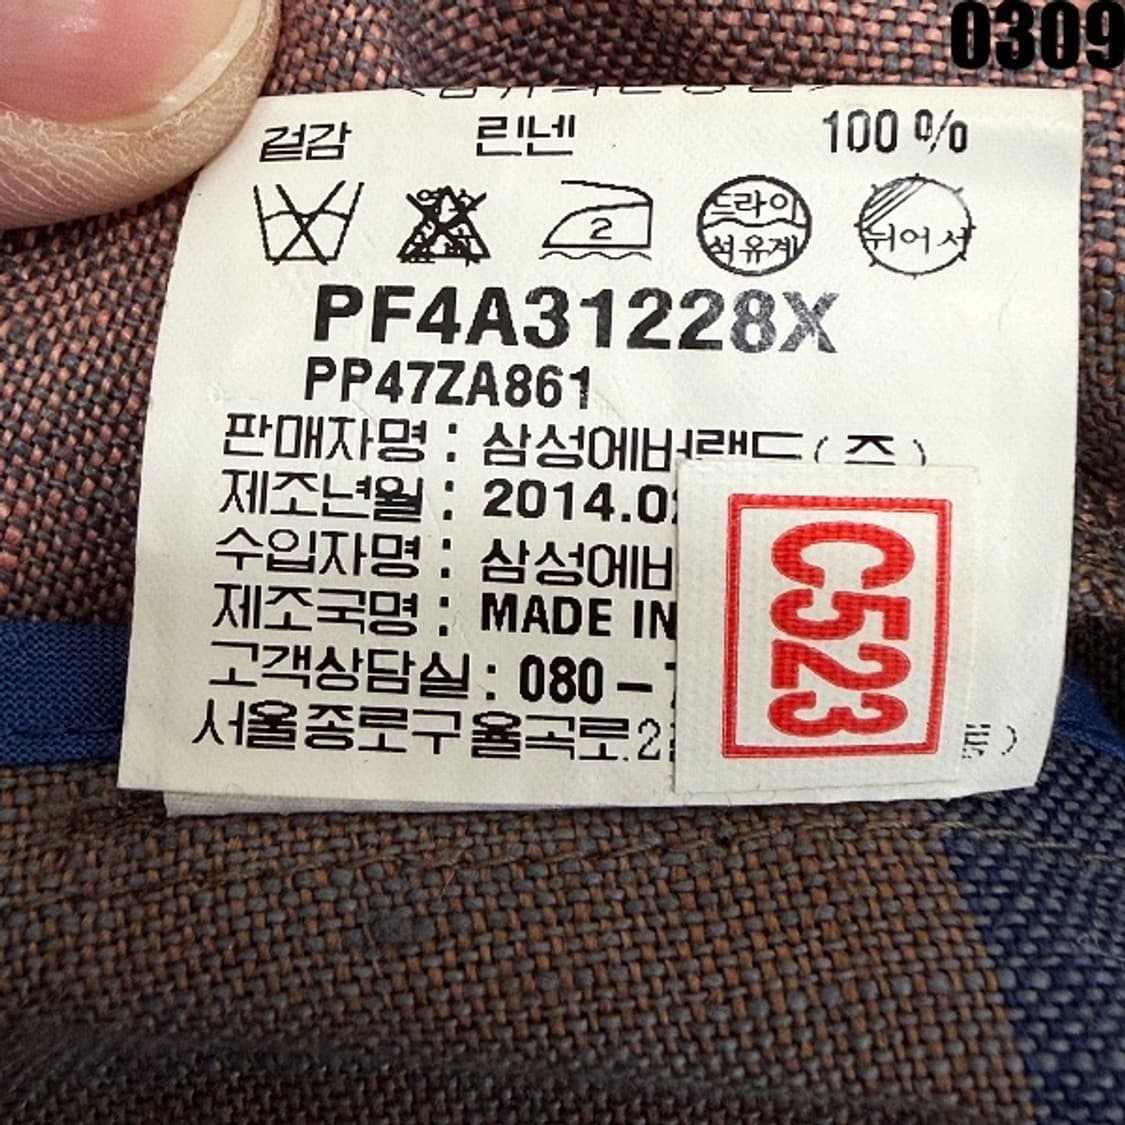 0309
겉감 린넨 100 %
2 드라이 석유계 뉘어서
PF4A31228X
PP47ZA861
판매자명 : 삼성에버랜드(주)
제조년월 : 2014.02
수입자명 : 삼성에버
제조국명 : MADE IN
고객상담실 : 080 -
서울종로구 율곡로.2
C523